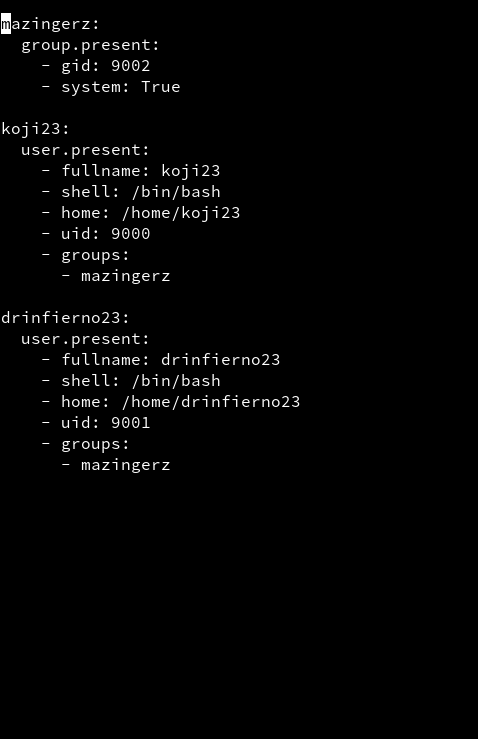 mazingerz:
  group.present:
    - gid: 9002
    - system: True

koji23:
  user.present:
    - fullname: koji23
    - shell: /bin/bash
    - home: /home/koji23
    - uid: 9000
    - groups:
      - mazingerz

drinfierno23:
  user.present:
    - fullname: drinfierno23
    - shell: /bin/bash
    - home: /home/drinfierno23
    - uid: 9001
    - groups:
      - mazingerz